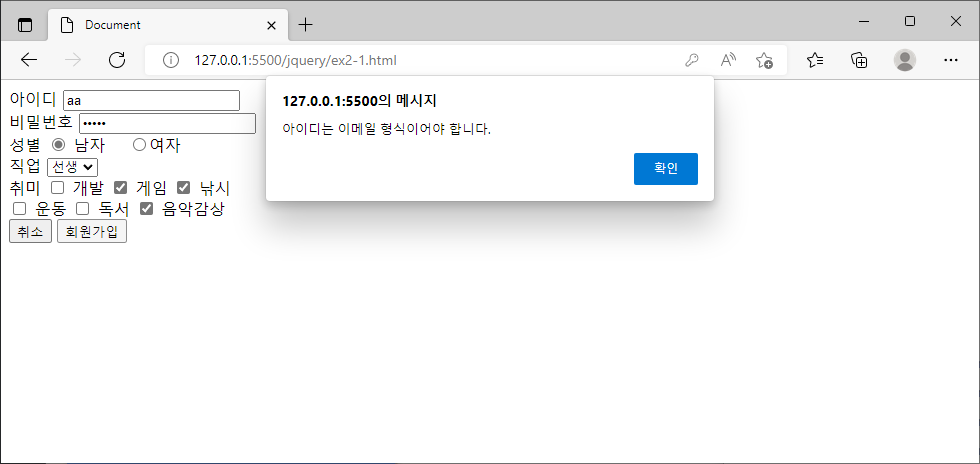 Document
127.0.0.1:5500/jquery/ex2-1.html
127.0.0.1:5500의 메시지
아이디는 이메일 형식이어야 합니다.
확인
아이디 aa
비밀번호 •••••
성별 남자 여자
직업 선생
취미 개발 게임 낚시
운동 독서 음악감상
취소 회원가입